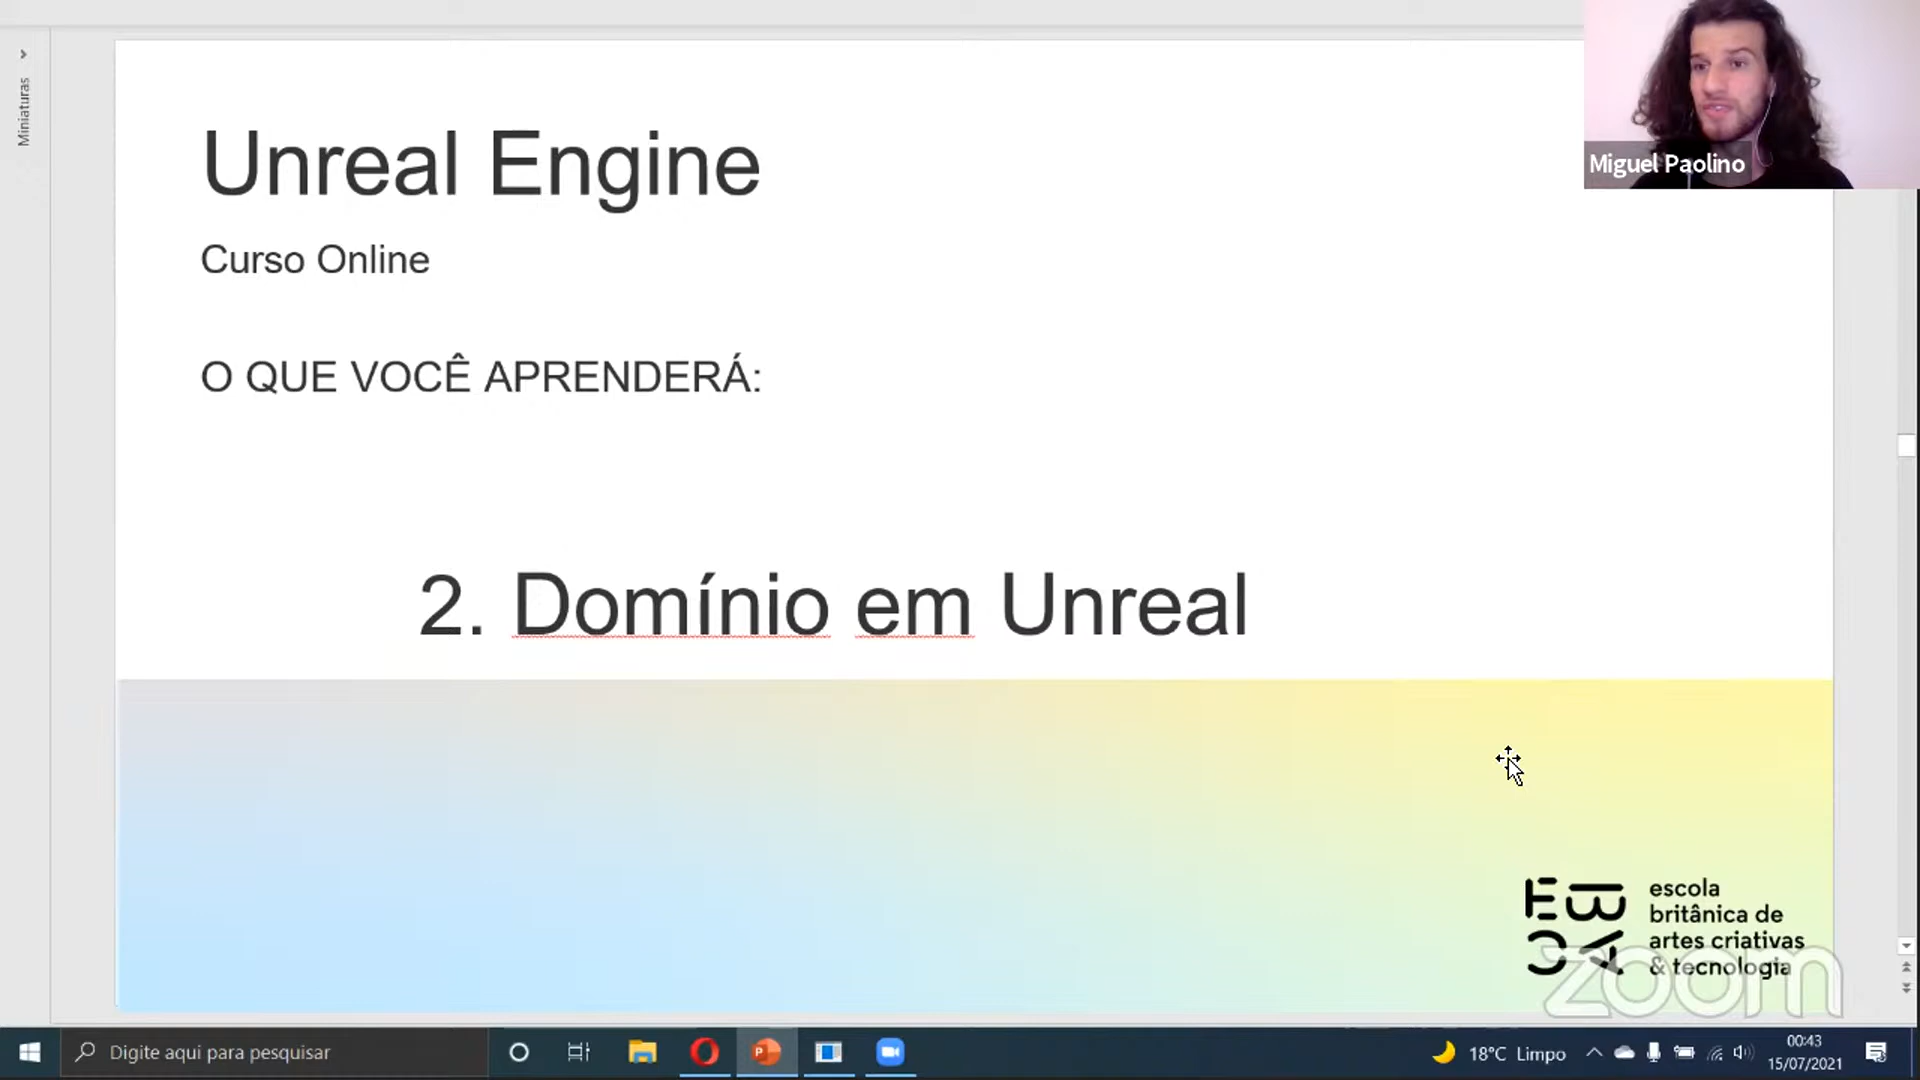 Miniaturas
Miguel Paolino
Unreal Engine
Curso Online
O QUE VOCÊ APRENDERÁ:
2. Domínio em Unreal
EBAC
escola
britânica de
artes criativas
& tecnologia
zoom
Digite aqui para pesquisar
18°C Limpo
00:43
15/07/2021